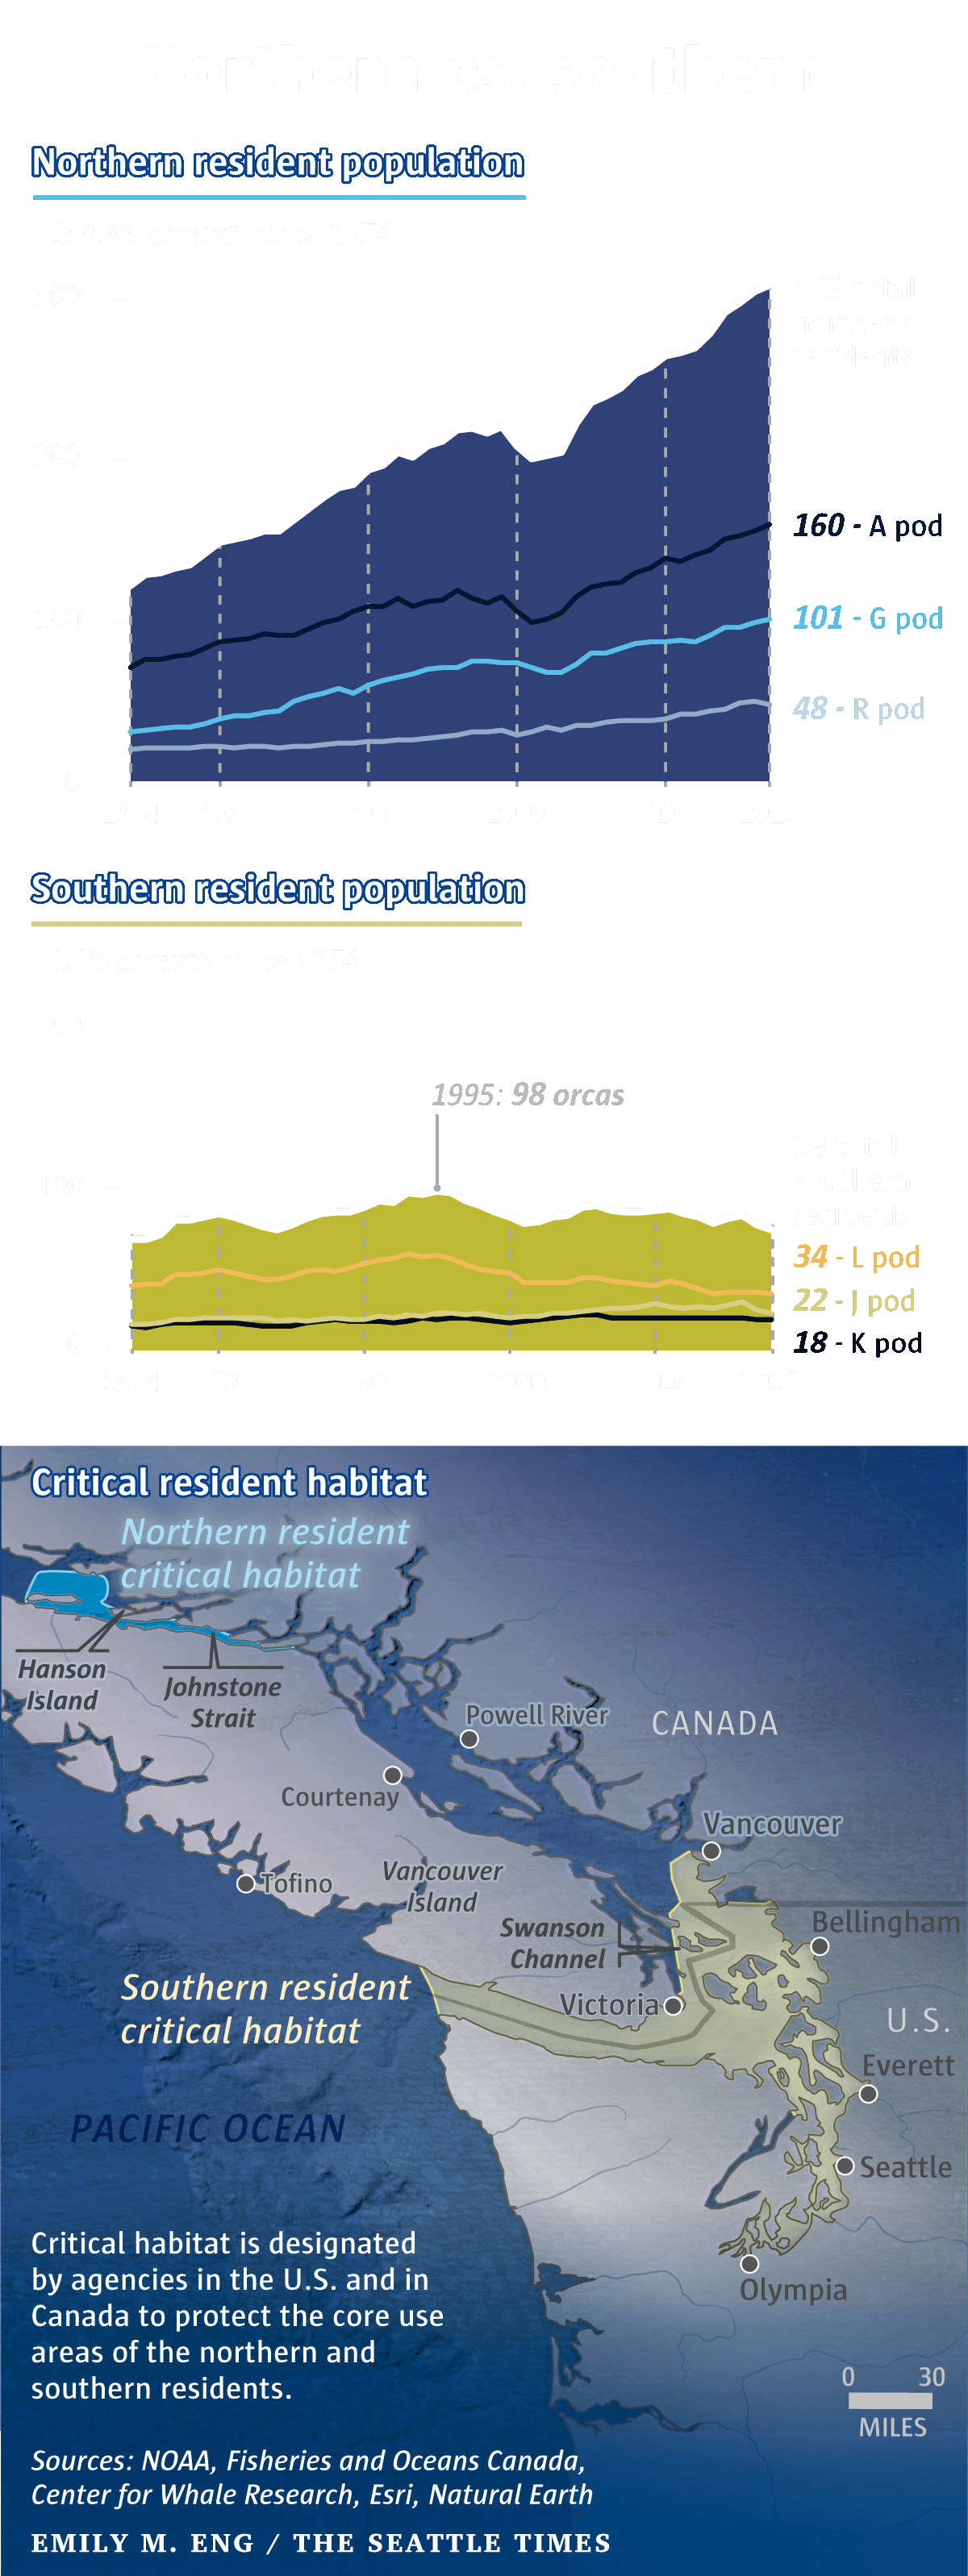 Northern vs. southern
Northern resident population
growth since 1974
300
total
northern
residents
200
160 - A pod
100
101 - G pod
48 - R pod
0
1974 '80 '90 2000 '10 2017
Southern resident population
growth since 1974
200
1995: 98 orcas
74 total
southern
residents
100
34 - L pod
22 - J pod
18 - K pod
0
1974 '80 '90 2000 '10 2018
Critical resident habitat
Northern resident
critical habitat
Hanson
Island
Johnstone
Strait
Powell River
CANADA
Courtenay
Vancouver
Tofino
Vancouver
Island
Swanson
Channel
Bellingham
Southern resident
critical habitat
Victoria
U.S.
Everett
PACIFIC OCEAN
Seattle
Critical habitat is designated
by agencies in the U.S. and in
Canada to protect the core use
areas of the northern and
southern residents.
Olympia
0 30
MILES
Sources: NOAA, Fisheries and Oceans Canada,
Center for Whale Research, Esri, Natural Earth
EMILY M. ENG / THE SEATTLE TIMES